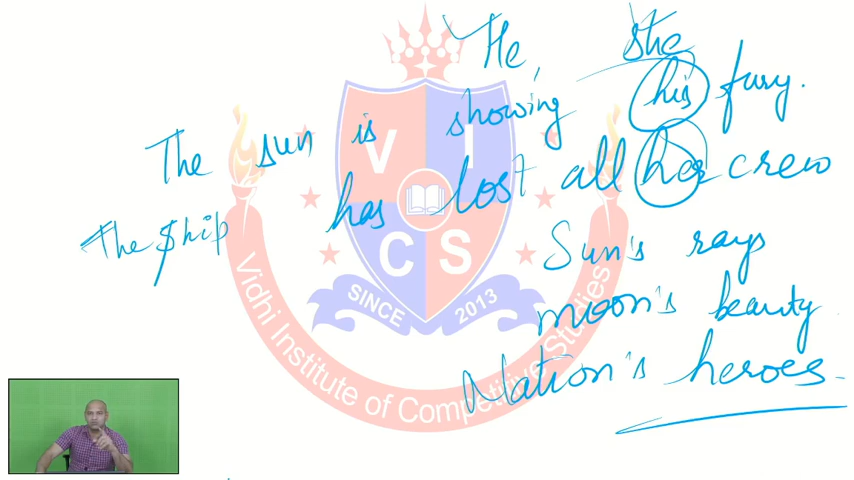 He, she
The sun is showing his fury.
The ship has lost all her crew
Sun's rays
moon's beauty
Nation's heroes.
V I
C S
SINCE 2013
Vidhi Institute of Competitive Studies